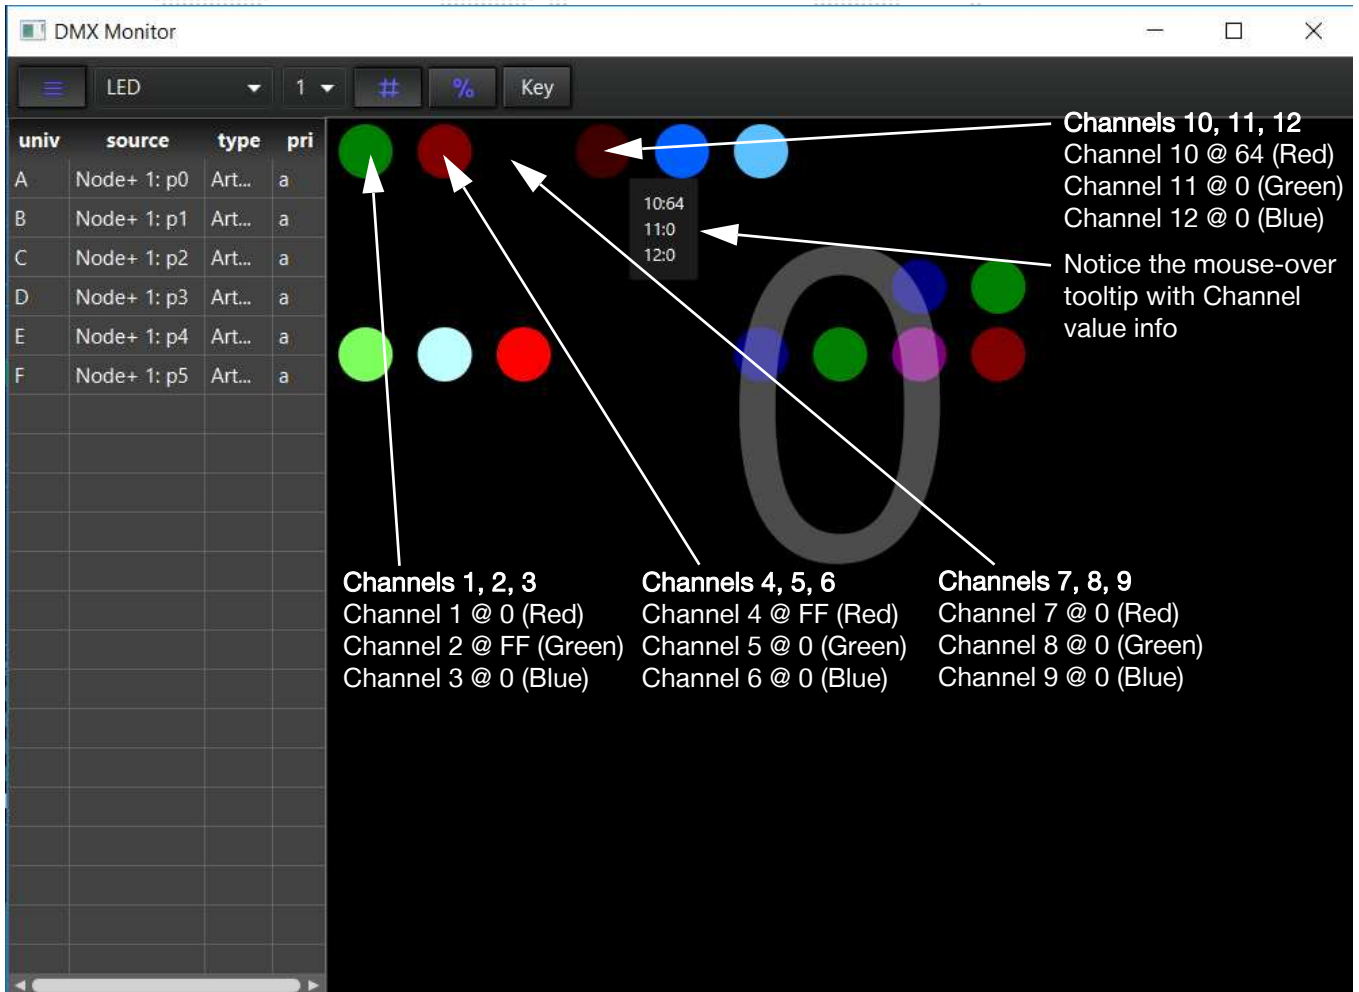 DMX Monitor
LED 1 # % Key
univ source type pri
A Node+ 1: p0 Art... a
B Node+ 1: p1 Art... a
C Node+ 1: p2 Art... a
D Node+ 1: p3 Art... a
E Node+ 1: p4 Art... a
F Node+ 1: p5 Art... a
Channels 10, 11, 12
Channel 10 @ 64 (Red)
Channel 11 @ 0 (Green)
Channel 12 @ 0 (Blue)
10:64
11:0
12:0
Notice the mouse-over
tooltip with Channel
value info
0
Channels 1, 2, 3
Channel 1 @ 0 (Red)
Channel 2 @ FF (Green)
Channel 3 @ 0 (Blue)
Channels 4, 5, 6
Channel 4 @ FF (Red)
Channel 5 @ 0 (Green)
Channel 6 @ 0 (Blue)
Channels 7, 8, 9
Channel 7 @ 0 (Red)
Channel 8 @ 0 (Green)
Channel 9 @ 0 (Blue)